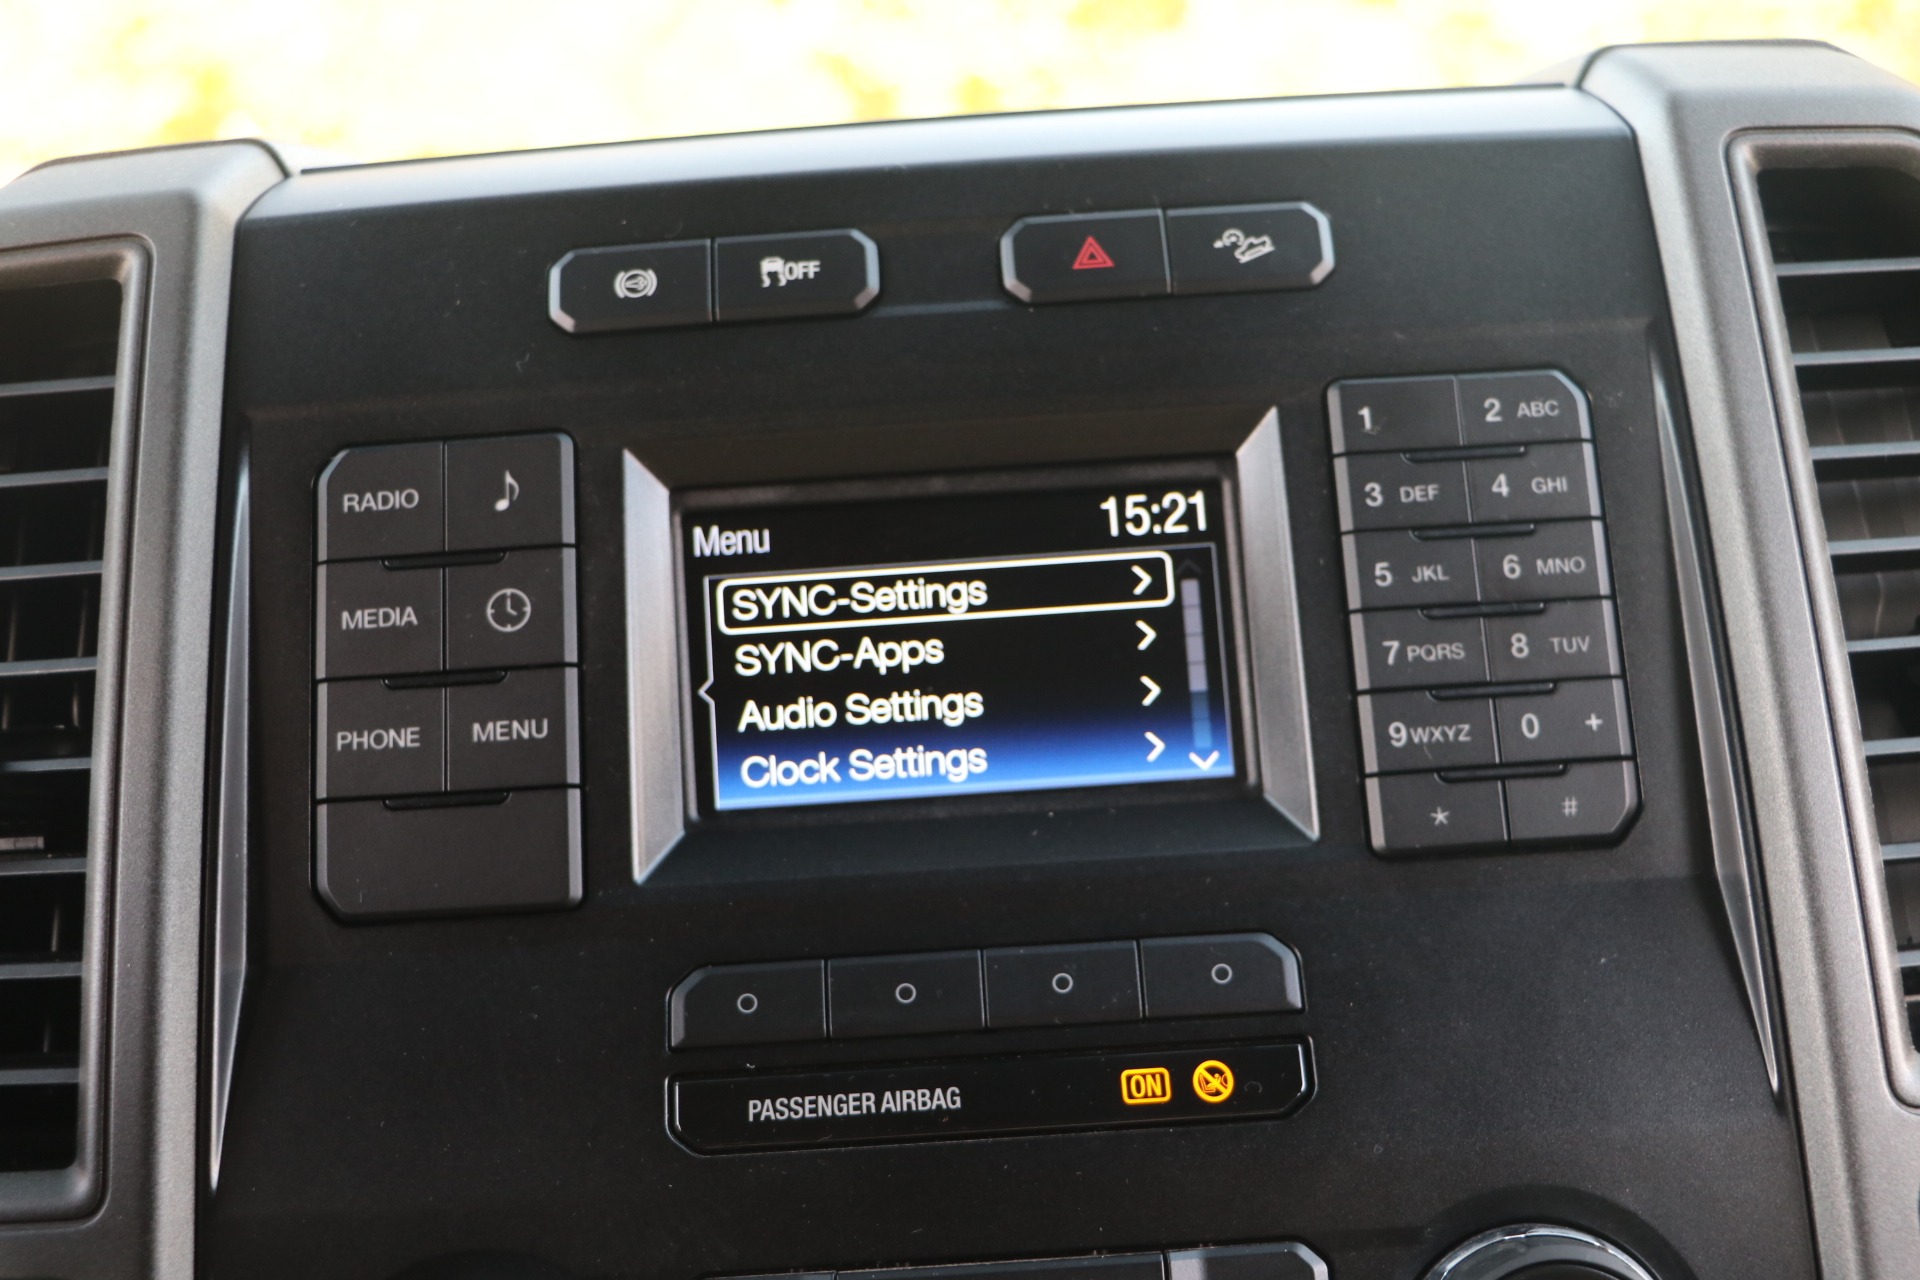 OFF
RADIO
MEDIA
PHONE MENU
Menu 15:21
SYNC-Settings
SYNC-Apps
Audio Settings
Clock Settings
1 2 ABC
3 DEF 4 GHI
5 JKL 6 MNO
7 PQRS 8 TUV
9 WXYZ 0 +
* #
PASSENGER AIRBAG ON